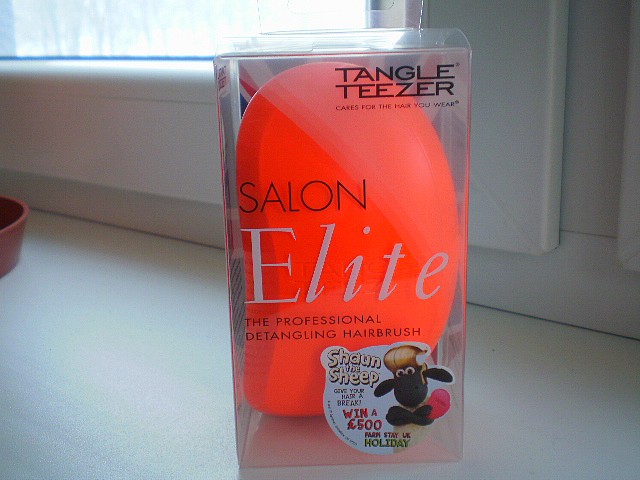 TANGLE
TEEZER®
CARES FOR THE HAIR YOU WEAR®
SALON
Elite
THE PROFESSIONAL
DETANGLING HAIRBRUSH
Shaun
the
Sheep
GIVE YOUR
HAIR A
BREAK!
WIN A
£500
FARM STAY UK
HOLIDAY